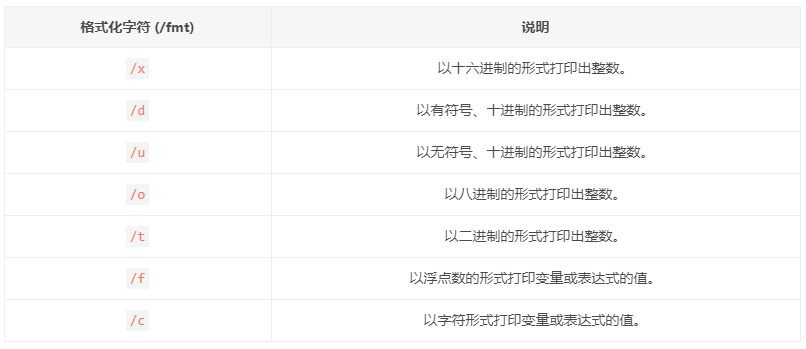 格式化字符 (/fmt) 说明
/x 以十六进制的形式打印出整数。
/d 以有符号、十进制的形式打印出整数。
/u 以无符号、十进制的形式打印出整数。
/o 以八进制的形式打印出整数。
/t 以二进制的形式打印出整数。
/f 以浮点数的形式打印变量或表达式的值。
/c 以字符形式打印变量或表达式的值。